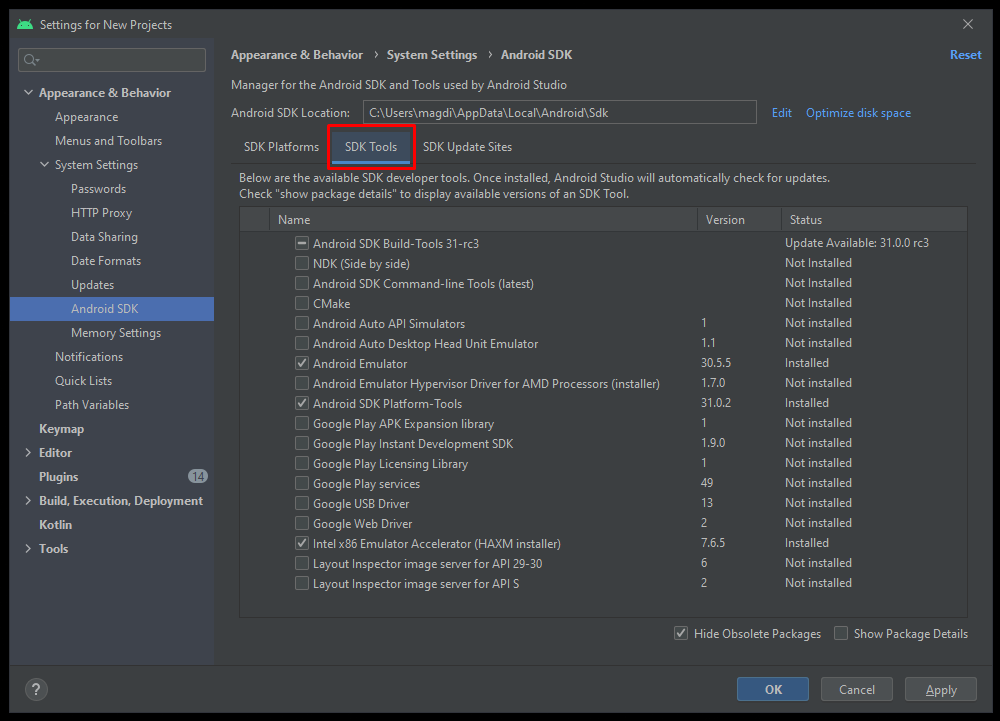 Settings for New Projects
Appearance & Behavior
Appearance
Menus and Toolbars
System Settings
Passwords
HTTP Proxy
Data Sharing
Date Formats
Updates
Android SDK
Memory Settings
Notifications
Quick Lists
Path Variables
Keymap
Editor
Plugins 14
Build, Execution, Deployment
Kotlin
Tools
Appearance & Behavior › System Settings › Android SDK Reset
Manager for the Android SDK and Tools used by Android Studio
Android SDK Location: C:\Users\magdi\AppData\Local\Android\Sdk Edit Optimize disk space
SDK Platforms SDK Tools SDK Update Sites
Below are the available SDK developer tools. Once installed, Android Studio will automatically check for updates.
Check "show package details" to display available versions of an SDK Tool.
Name Version Status
Android SDK Build-Tools 31-rc3 Update Available: 31.0.0 rc3
NDK (Side by side) Not Installed
Android SDK Command-line Tools (latest) Not Installed
CMake Not Installed
Android Auto API Simulators 1 Not installed
Android Auto Desktop Head Unit Emulator 1.1 Not installed
Android Emulator 30.5.5 Installed
Android Emulator Hypervisor Driver for AMD Processors (installer) 1.7.0 Not installed
Android SDK Platform-Tools 31.0.2 Installed
Google Play APK Expansion library 1 Not installed
Google Play Instant Development SDK 1.9.0 Not installed
Google Play Licensing Library 1 Not installed
Google Play services 49 Not installed
Google USB Driver 13 Not installed
Google Web Driver 2 Not installed
Intel x86 Emulator Accelerator (HAXM installer) 7.6.5 Installed
Layout Inspector image server for API 29-30 6 Not installed
Layout Inspector image server for API S 2 Not installed
Hide Obsolete Packages Show Package Details
? OK Cancel Apply